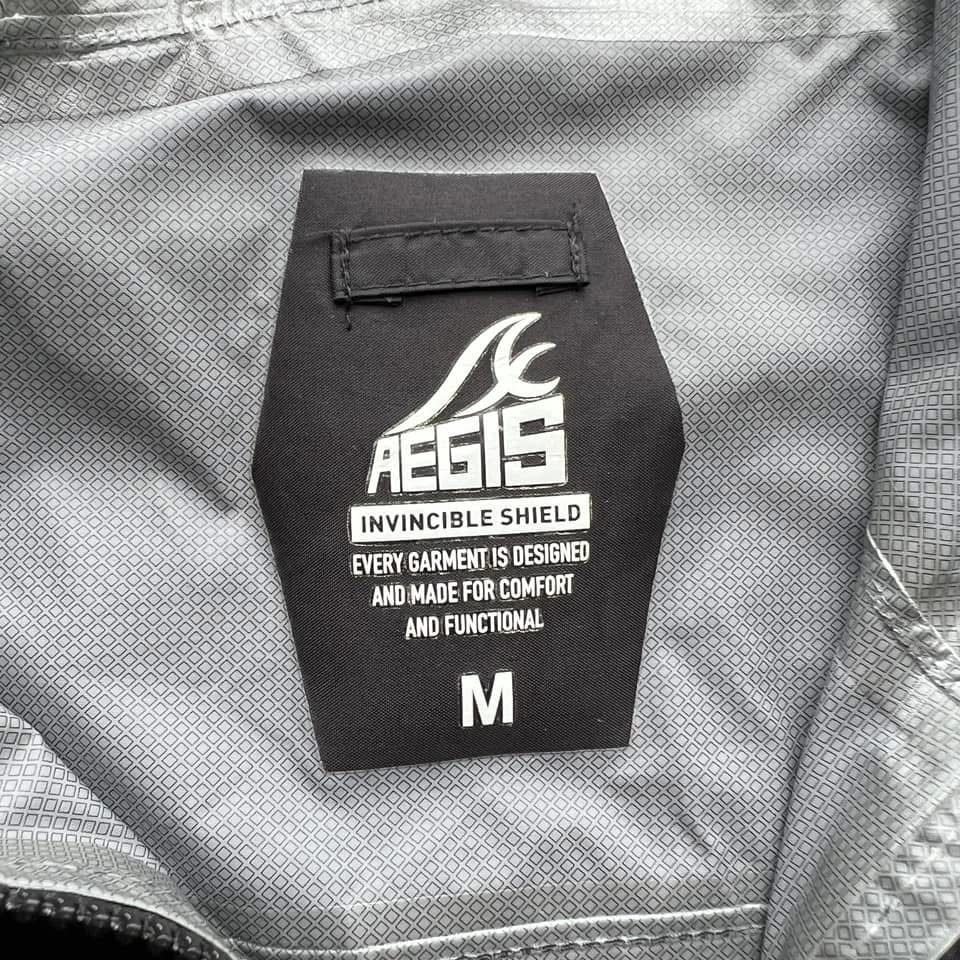 AEGIS
INVINCIBLE SHIELD
EVERY GARMENT IS DESIGNED
AND MADE FOR COMFORT
AND FUNCTIONAL
M